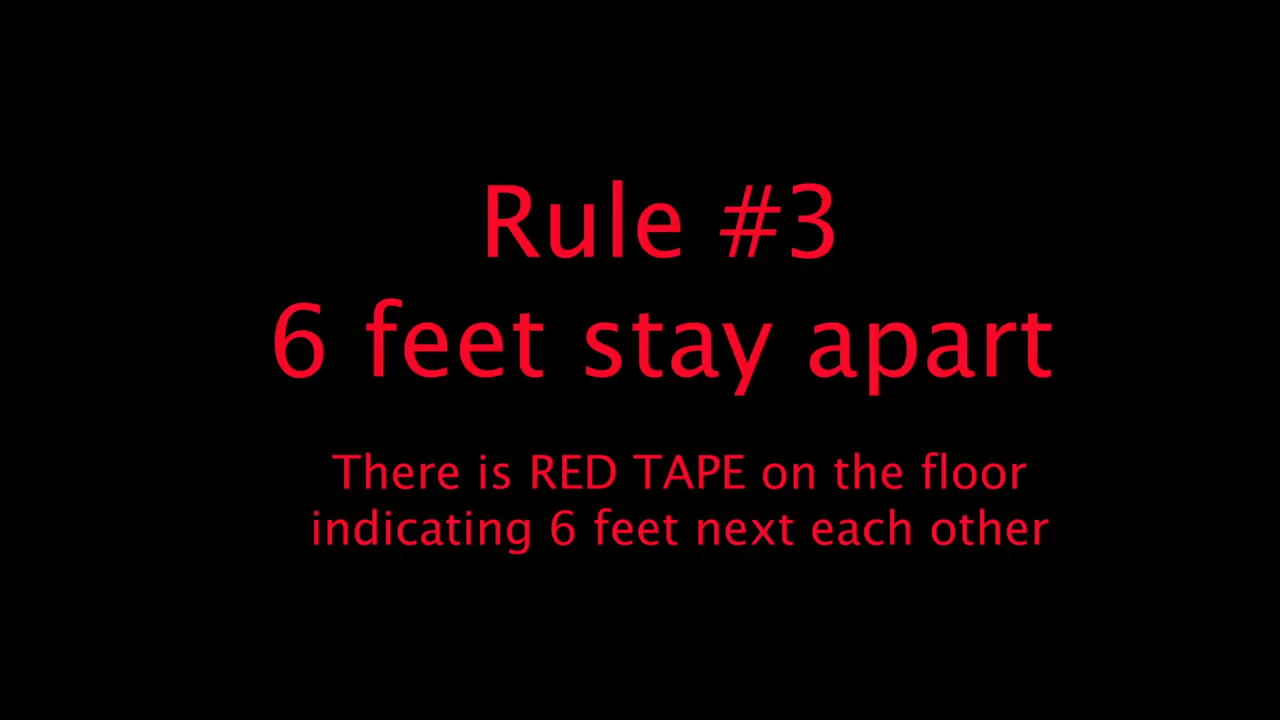 Rule #3
6 feet stay apart
There is RED TAPE on the floor
indicating 6 feet next each other